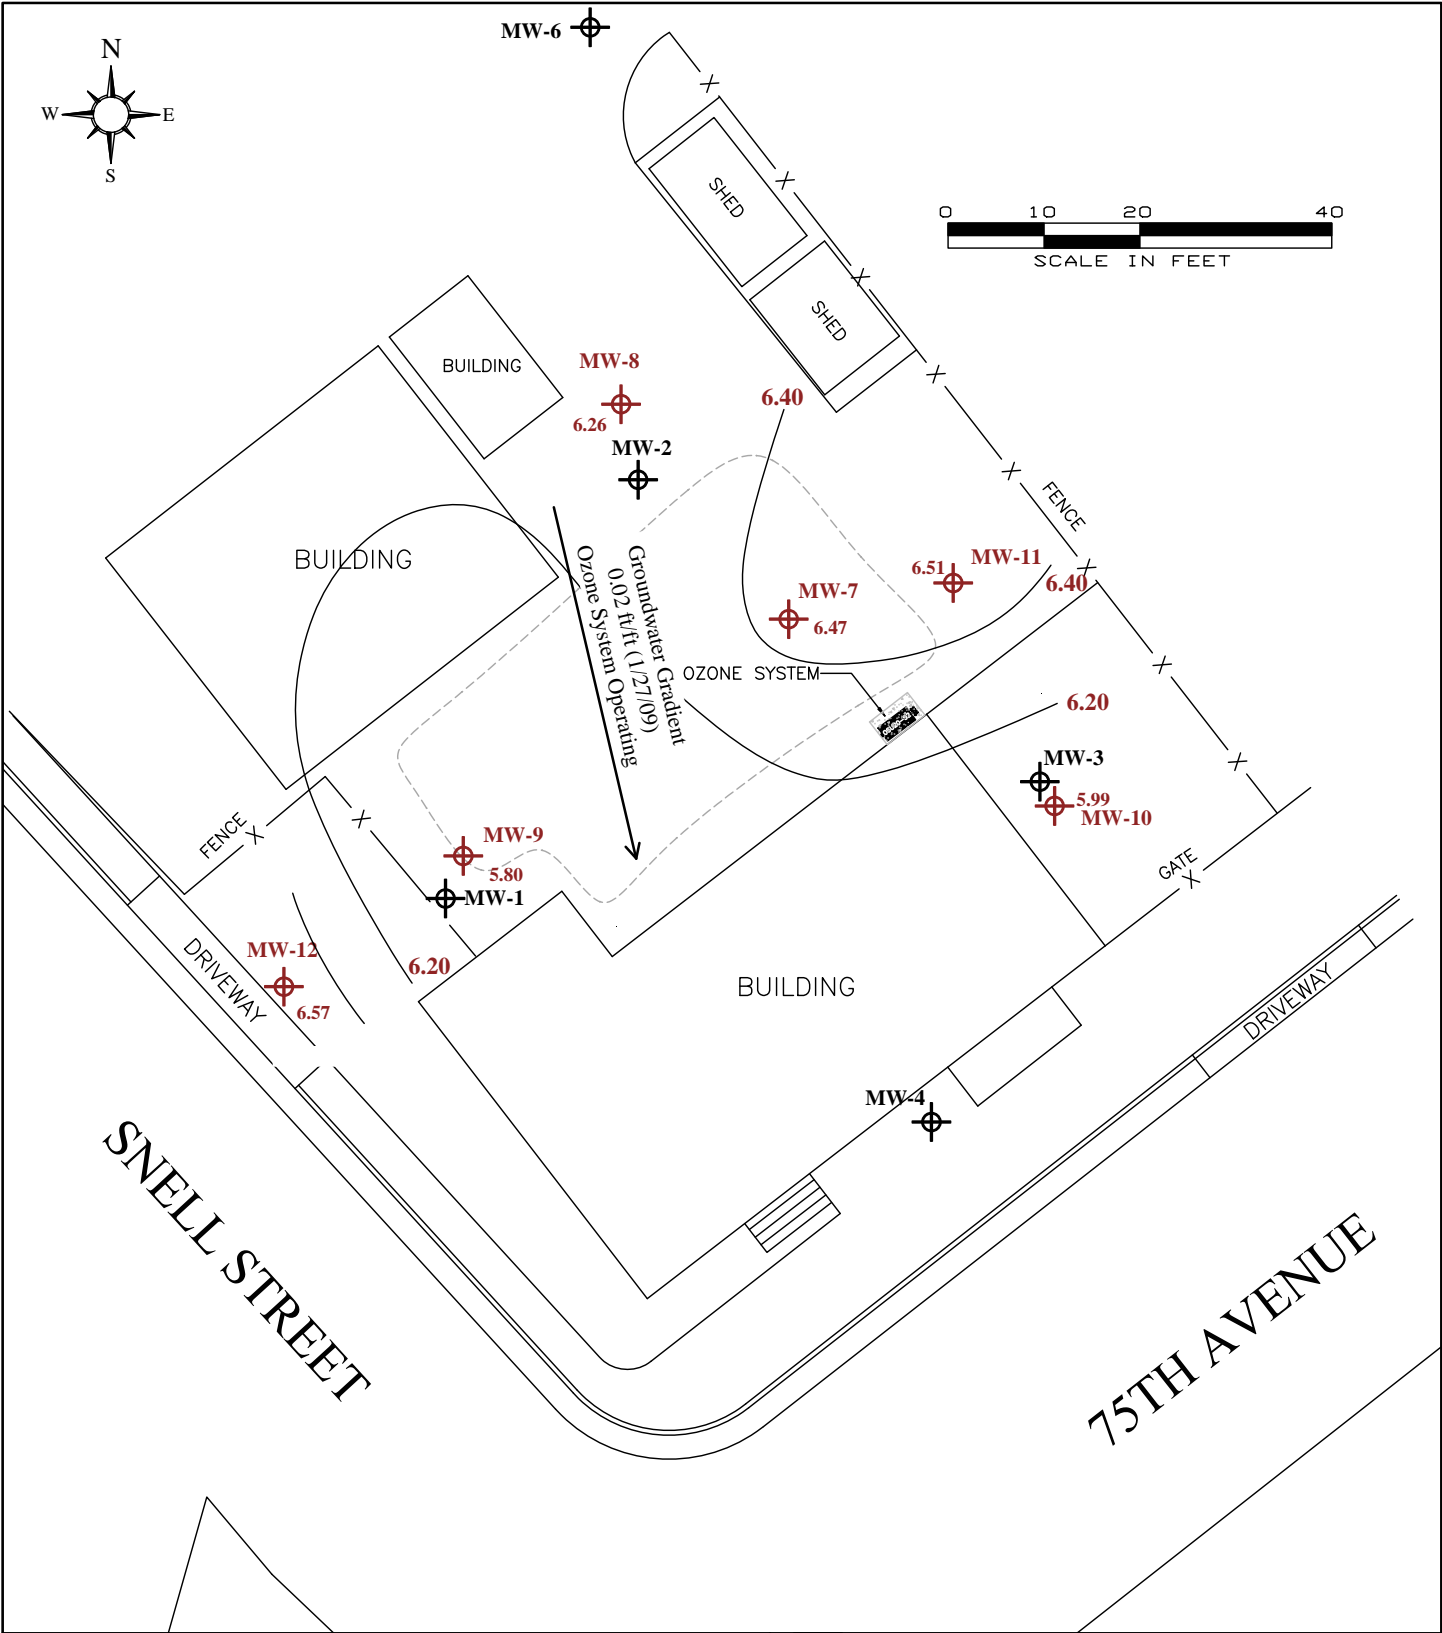 MW-6
N
W
E
S
SHED
0 10 20 40
SCALE IN FEET
SHED
BUILDING
MW-8
6.26
6.40
MW-2
FENCE
BUILDING
Groundwater Gradient
0.02 ft/ft (1/27/09)
Ozone System Operating
6.51
MW-11
6.40
MW-7
6.47
OZONE SYSTEM
6.20
MW-3
5.99
MW-10
FENCE
MW-9
5.80
MW-1
GATE
MW-12
6.57
6.20
DRIVEWAY
BUILDING
DRIVEWAY
MW-4
SNELL STREET
75TH AVENUE